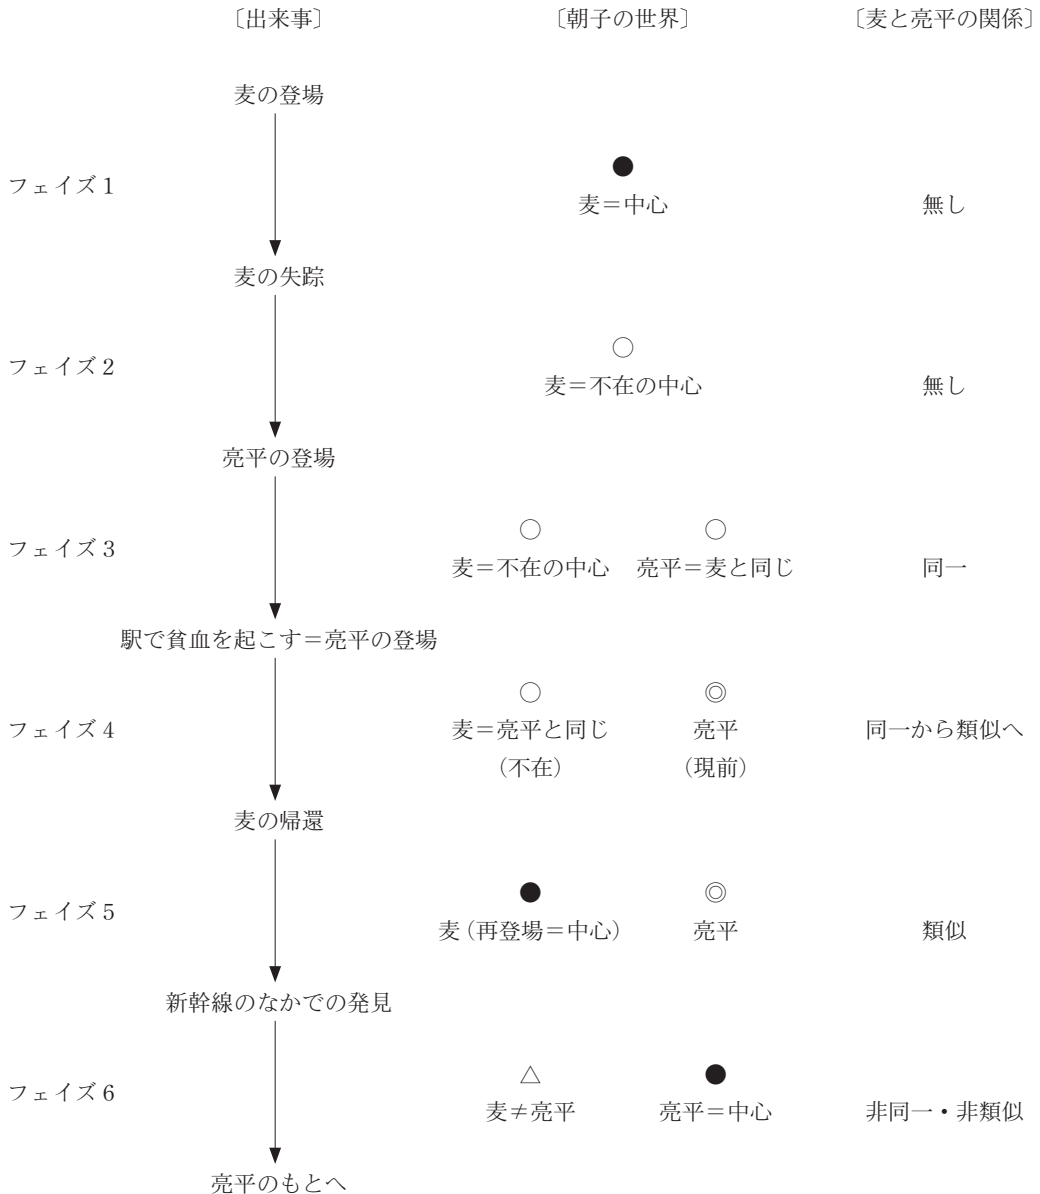 〔出来事〕 〔朝子の世界〕 〔麦と亮平の関係〕
麦の登場
●
フェイズ1 麦＝中心 無し
麦の失踪
○
フェイズ2 麦＝不在の中心 無し
亮平の登場
○ ○
フェイズ3 麦＝不在の中心 亮平＝麦と同じ 同一
駅で貧血を起こす＝亮平の登場
○ ◎
フェイズ4 麦＝亮平と同じ 亮平 同一から類似へ
（不在） （現前）
麦の帰還
● ◎
フェイズ5 麦（再登場＝中心） 亮平 類似
新幹線のなかでの発見
△ ●
フェイズ6 麦≠亮平 亮平＝中心 非同一・非類似
亮平のもとへ